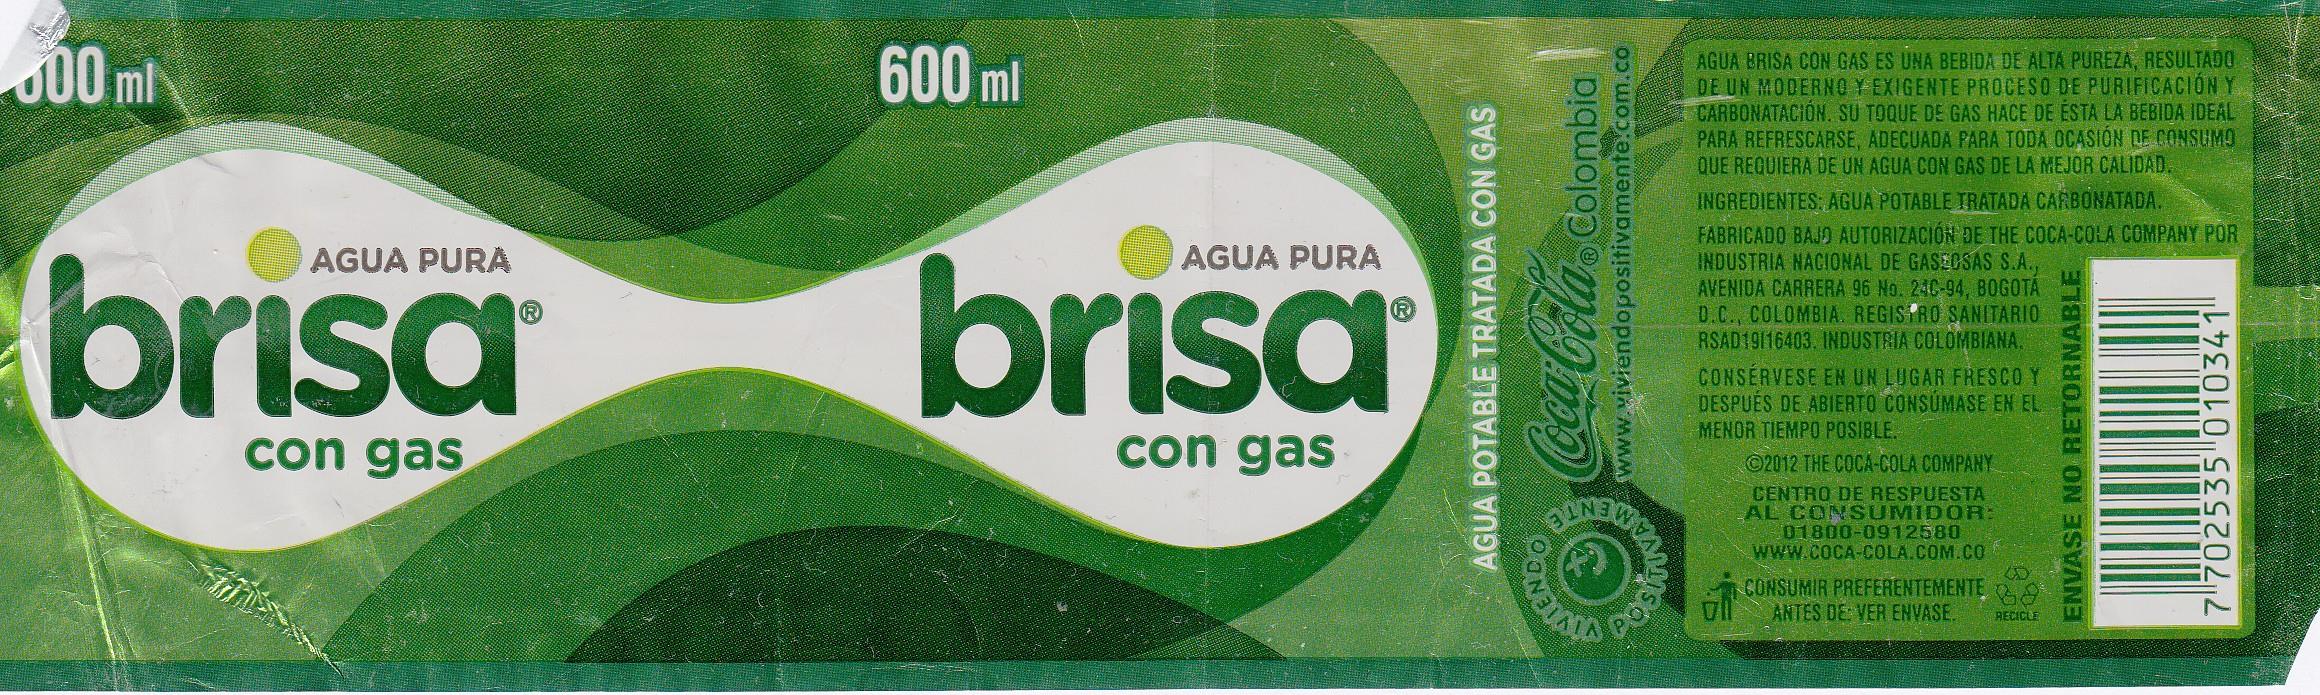 600 ml
AGUA PURA
brisa®
con gas
600 ml
AGUA PURA
brisa®
con gas
AGUA POTABLE TRATADA CON GAS
Coca-Cola® Colombia
www.viviendopositivamente.com.co
VIVIENDO POSITIVAMENTE
AGUA BRISA CON GAS ES UNA BEBIDA DE ALTA PUREZA, RESULTADO
DE UN MODERNO Y EXIGENTE PROCESO DE PURIFICACIÓN Y
CARBONATACIÓN. SU TOQUE DE GAS HACE DE ÉSTA LA BEBIDA IDEAL
PARA REFRESCARSE, ADECUADA PARA TODA OCASIÓN DE CONSUMO
QUE REQUIERA DE UN AGUA CON GAS DE LA MEJOR CALIDAD.
INGREDIENTES: AGUA POTABLE TRATADA CARBONATADA.
FABRICADO BAJO AUTORIZACIÓN DE THE COCA-COLA COMPANY POR
INDUSTRIA NACIONAL DE GASEOSAS S.A.,
AVENIDA CARRERA 96 No. 24C-94, BOGOTÁ
D.C., COLOMBIA. REGISTRO SANITARIO
RSAD19I16403. INDUSTRIA COLOMBIANA.
CONSÉRVESE EN UN LUGAR FRESCO Y
DESPUÉS DE ABIERTO CONSÚMASE EN EL
MENOR TIEMPO POSIBLE.
©2012 THE COCA-COLA COMPANY
CENTRO DE RESPUESTA
AL CONSUMIDOR:
01800-0912580
WWW.COCA-COLA.COM.CO
CONSUMIR PREFERENTEMENTE
ANTES DE: VER ENVASE.
RECICLE
ENVASE NO RETORNABLE
7 702535 010341